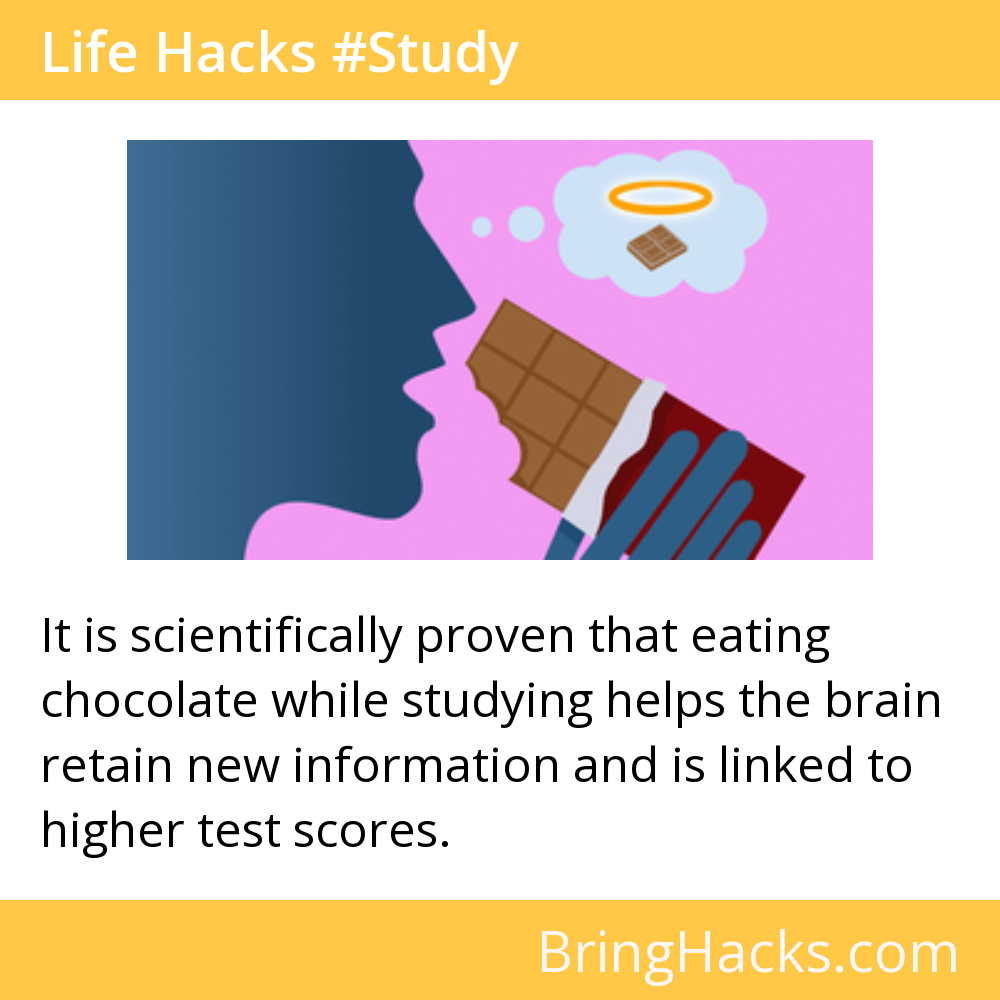 Life Hacks #Study
It is scientifically proven that eating
chocolate while studying helps the brain
retain new information and is linked to
higher test scores.
BringHacks.com